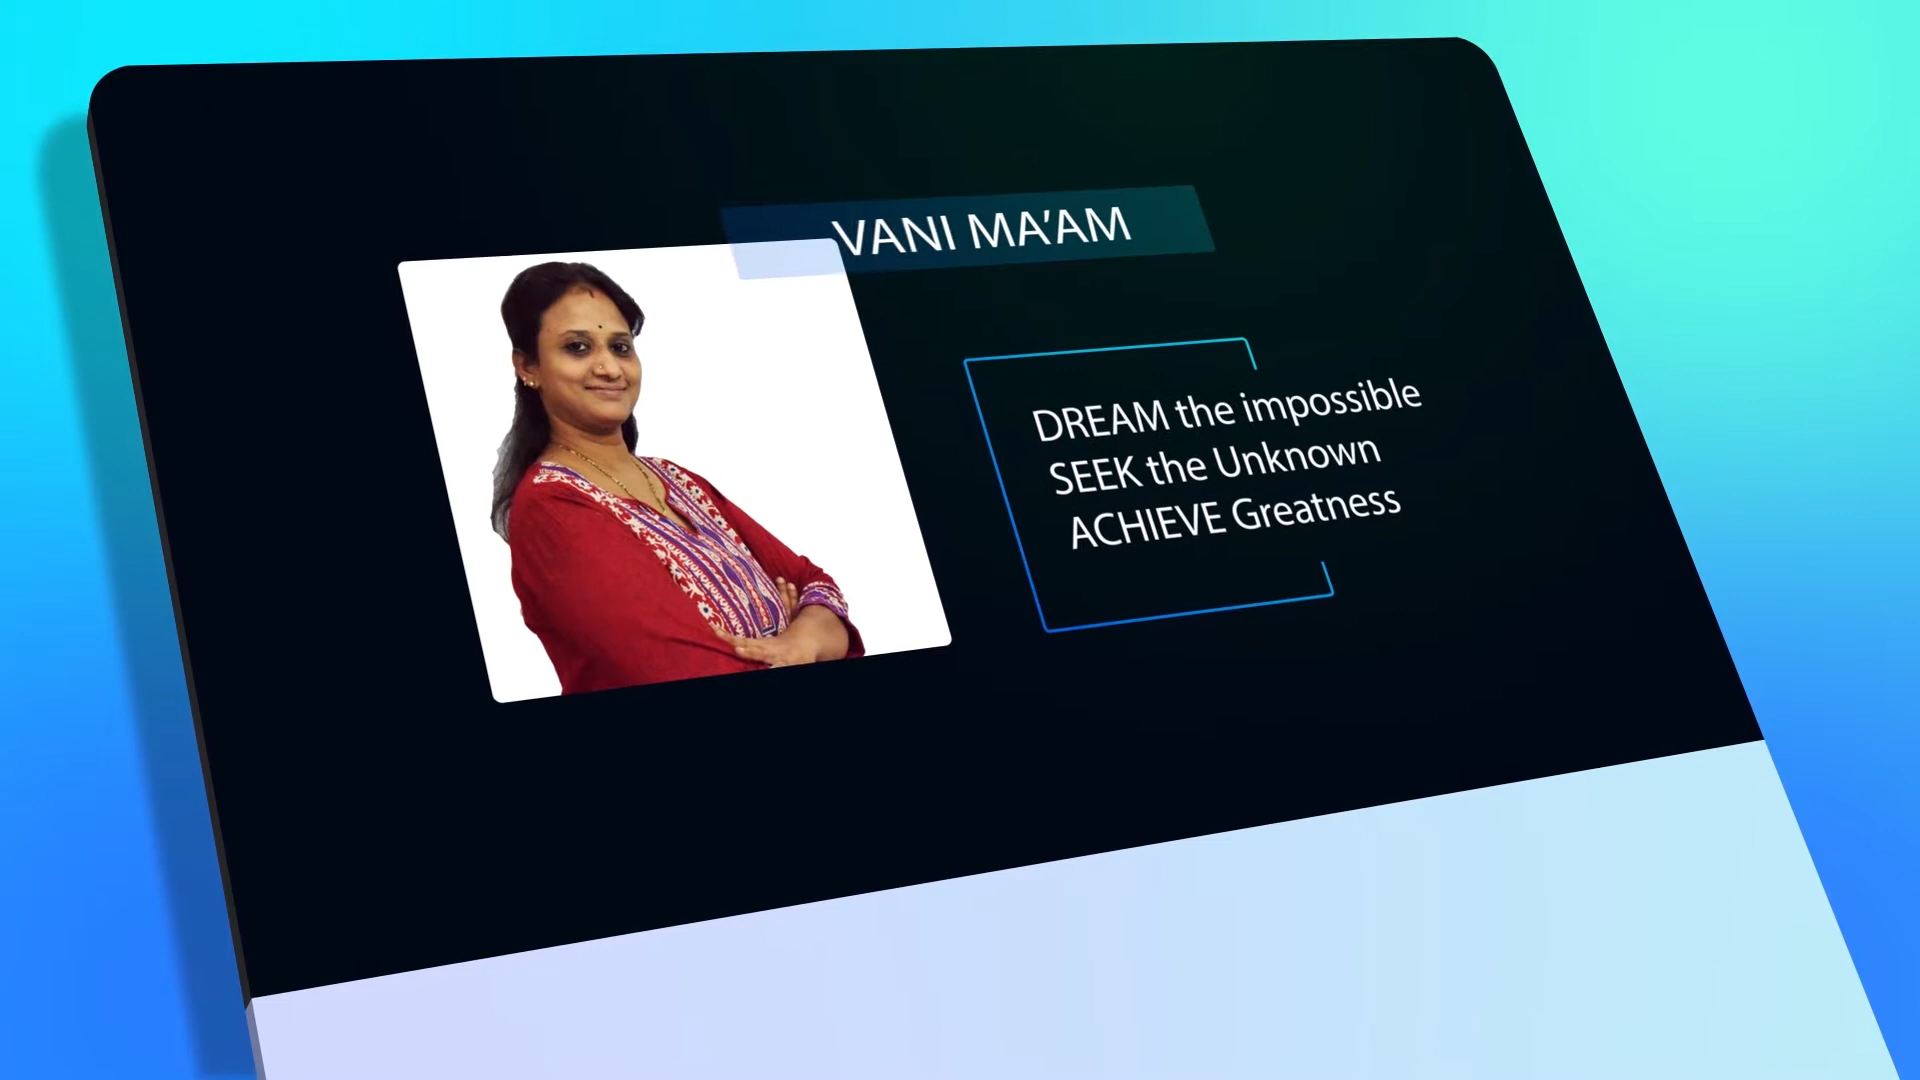 VANI MA’AM
DREAM the impossible
SEEK the Unknown
ACHIEVE Greatness